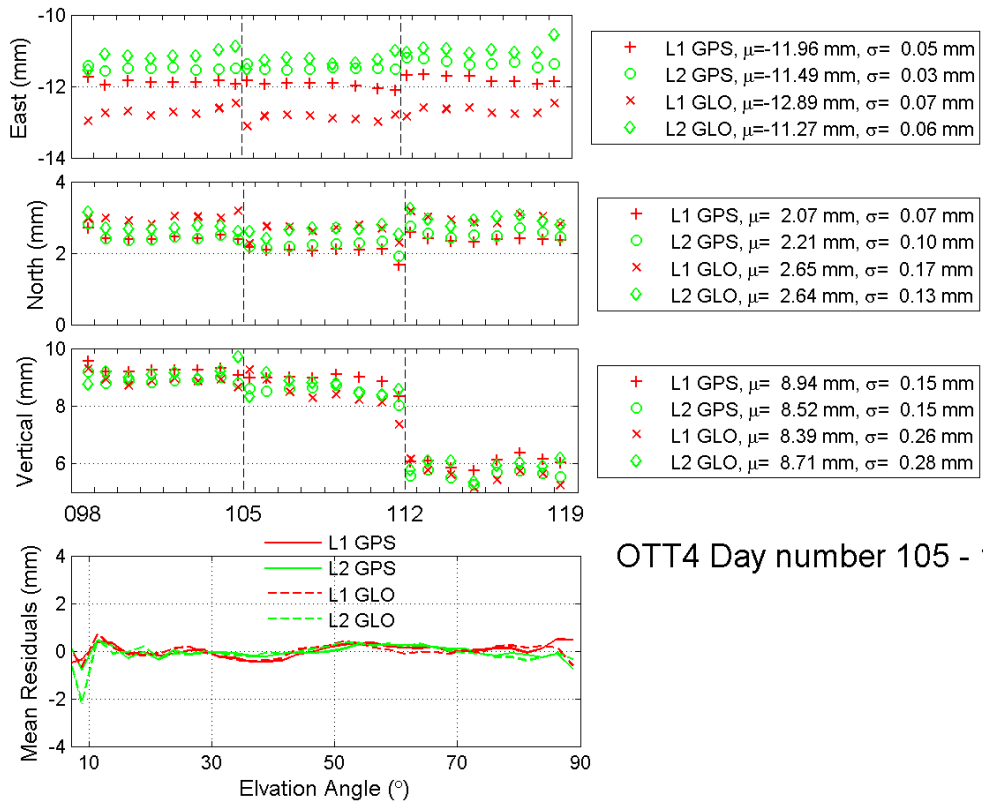 -10
-12
-14
East (mm)
L1 GPS, μ=-11.96 mm, σ= 0.05 mm
L2 GPS, μ=-11.49 mm, σ= 0.03 mm
L1 GLO, μ=-12.89 mm, σ= 0.07 mm
L2 GLO, μ=-11.27 mm, σ= 0.06 mm
4
2
0
North (mm)
L1 GPS, μ= 2.07 mm, σ= 0.07 mm
L2 GPS, μ= 2.21 mm, σ= 0.10 mm
L1 GLO, μ= 2.65 mm, σ= 0.17 mm
L2 GLO, μ= 2.64 mm, σ= 0.13 mm
10
8
6
Vertical (mm)
L1 GPS, μ= 8.94 mm, σ= 0.15 mm
L2 GPS, μ= 8.52 mm, σ= 0.15 mm
L1 GLO, μ= 8.39 mm, σ= 0.26 mm
L2 GLO, μ= 8.71 mm, σ= 0.28 mm
098 105 112 119
OTT4 Day number 105 -
L1 GPS
L2 GPS
L1 GLO
L2 GLO
4
2
0
-2
-4
Mean Residuals (mm)
10 30 50 70 90
Elvation Angle (°)